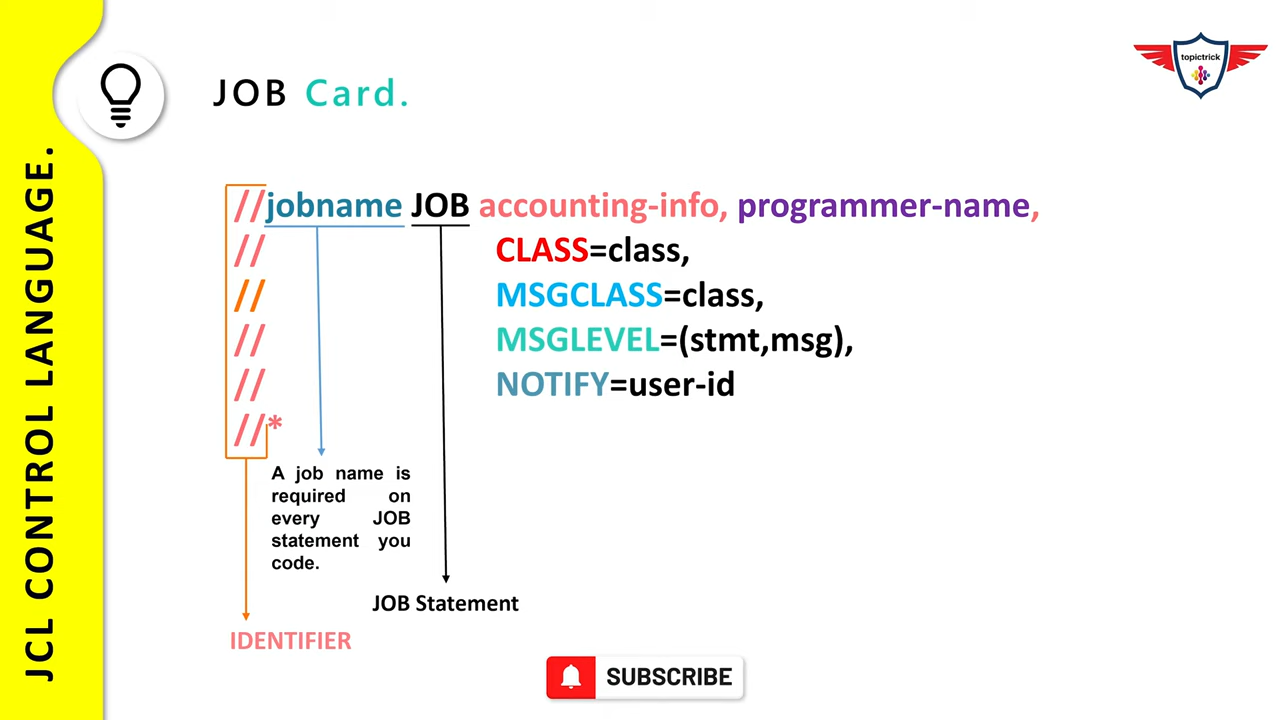 JCL CONTROL LANGUAGE.
JOB Card.
topictrick
//jobname JOB accounting-info, programmer-name,
// CLASS=class,
// MSGCLASS=class,
// MSGLEVEL=(stmt,msg),
// NOTIFY=user-id
//*
A job name is
required on
every JOB
statement you
code.
JOB Statement
IDENTIFIER
SUBSCRIBE